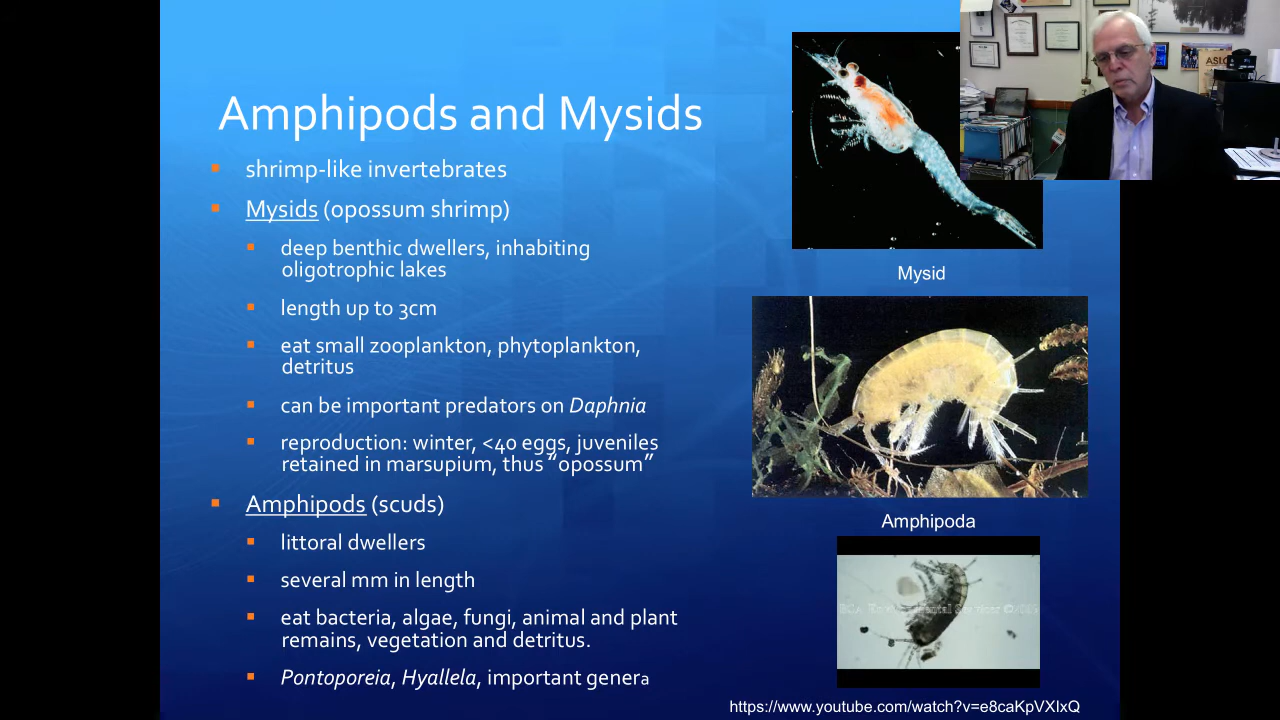 Amphipods and Mysids
shrimp-like invertebrates
Mysids (opossum shrimp)
deep benthic dwellers, inhabiting
oligotrophic lakes
length up to 3cm
eat small zooplankton, phytoplankton,
detritus
can be important predators on Daphnia
reproduction: winter, <40 eggs, juveniles
retained in marsupium, thus “opossum”
Amphipods (scuds)
littoral dwellers
several mm in length
eat bacteria, algae, fungi, animal and plant
remains, vegetation and detritus.
Pontoporeia, Hyallela, important genera
ASLO
Mysid
Amphipoda
https://www.youtube.com/watch?v=e8caKpVXIxQ